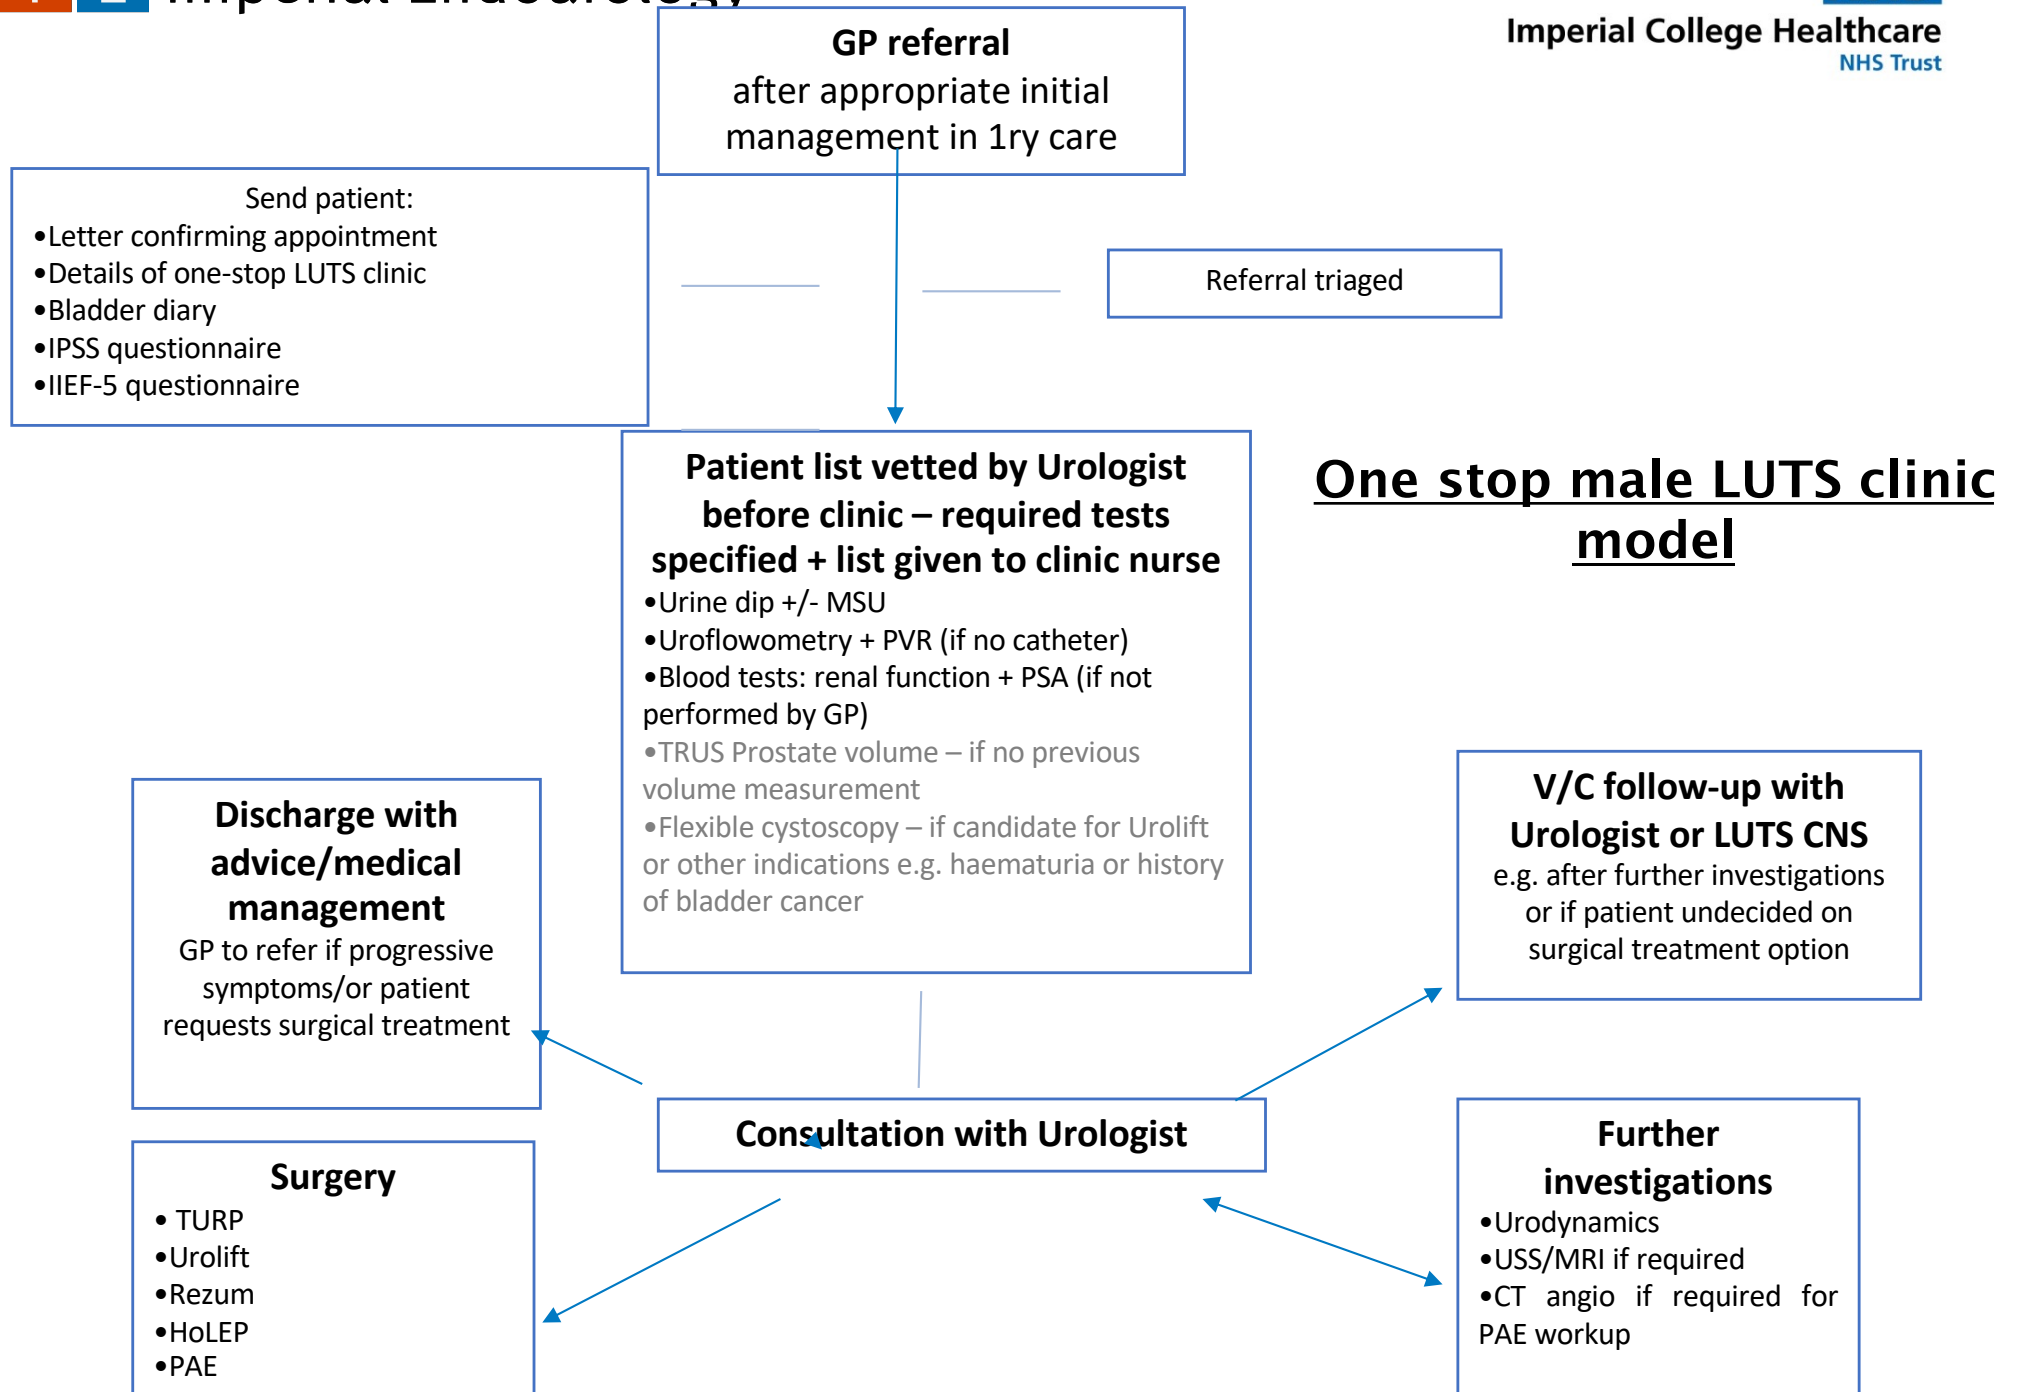 Imperial Endourology
Imperial College Healthcare
NHS Trust
GP referral
after appropriate initial
management in 1ry care
Send patient:
•Letter confirming appointment
•Details of one-stop LUTS clinic
•Bladder diary
•IPSS questionnaire
•IIEF-5 questionnaire
Referral triaged
Patient list vetted by Urologist
before clinic – required tests
specified + list given to clinic nurse
•Urine dip +/- MSU
•Uroflowometry + PVR (if no catheter)
•Blood tests: renal function + PSA (if not
performed by GP)
•TRUS Prostate volume – if no previous
volume measurement
•Flexible cystoscopy – if candidate for Urolift
or other indications e.g. haematuria or history
of bladder cancer
One stop male LUTS clinic
model
Discharge with
advice/medical
management
GP to refer if progressive
symptoms/or patient
requests surgical treatment
V/C follow-up with
Urologist or LUTS CNS
e.g. after further investigations
or if patient undecided on
surgical treatment option
Consultation with Urologist
Surgery
• TURP
•Urolift
•Rezum
•HoLEP
•PAE
Further
investigations
•Urodynamics
•USS/MRI if required
•CT angio if required for
PAE workup